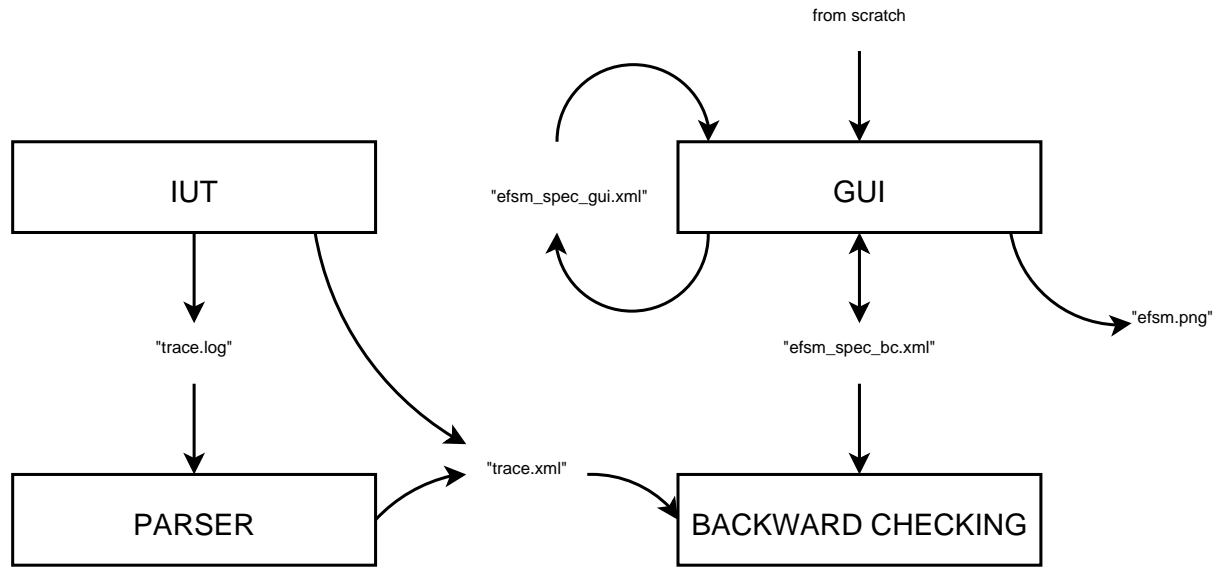 from scratch
IUT
"efsm_spec_gui.xml"
GUI
"trace.log"
"efsm_spec_bc.xml"
"efsm.png"
PARSER
"trace.xml"
BACKWARD CHECKING